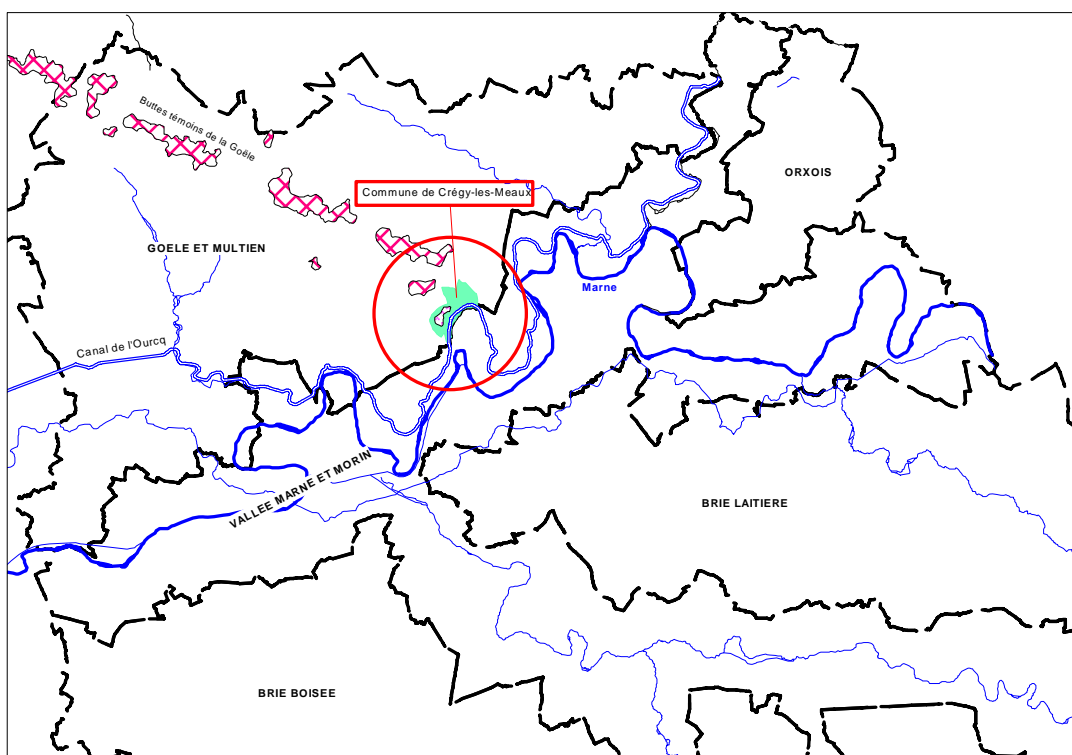 Buttes témoins de la Goële
Commune de Crégy-les-Meaux
ORXOIS
GOELE ET MULTIEN
Marne
Canal de l'Ourcq
VALLEE MARNE ET MORIN
BRIE LAITIERE
BRIE BOISEE